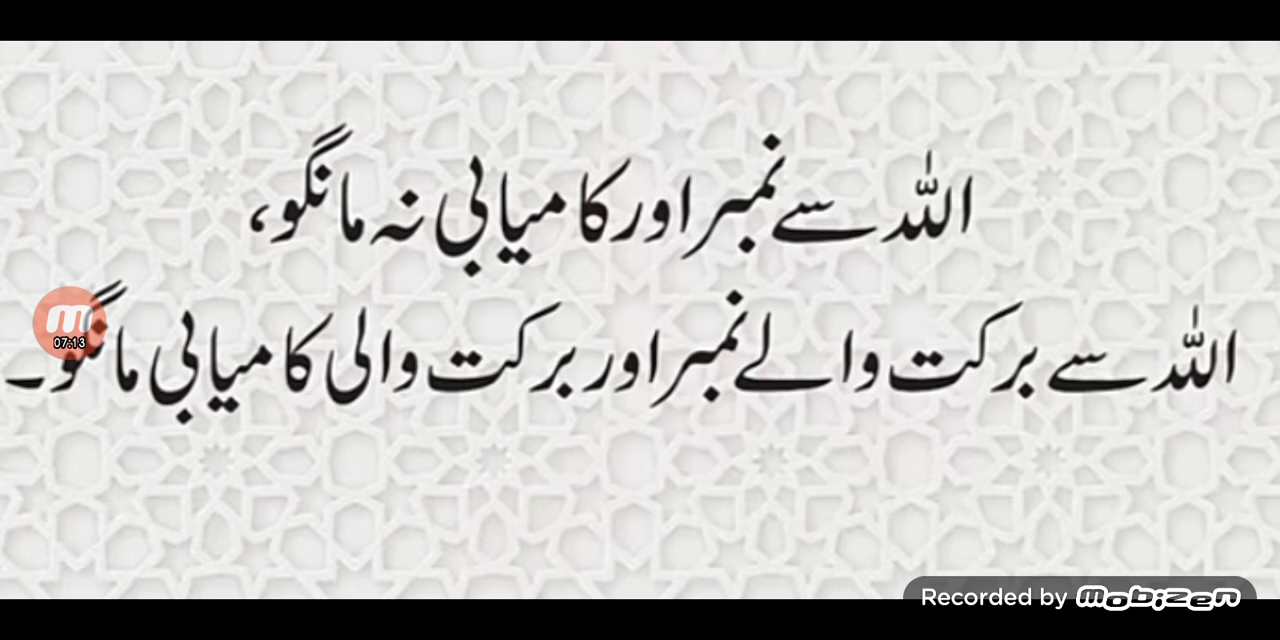 اللہ سے نمبر اور کامیابی نہ مانگو،
اللہ سے برکت والے نمبر اور برکت والی کامیابی مانگو۔
07:13
Recorded by mobizen